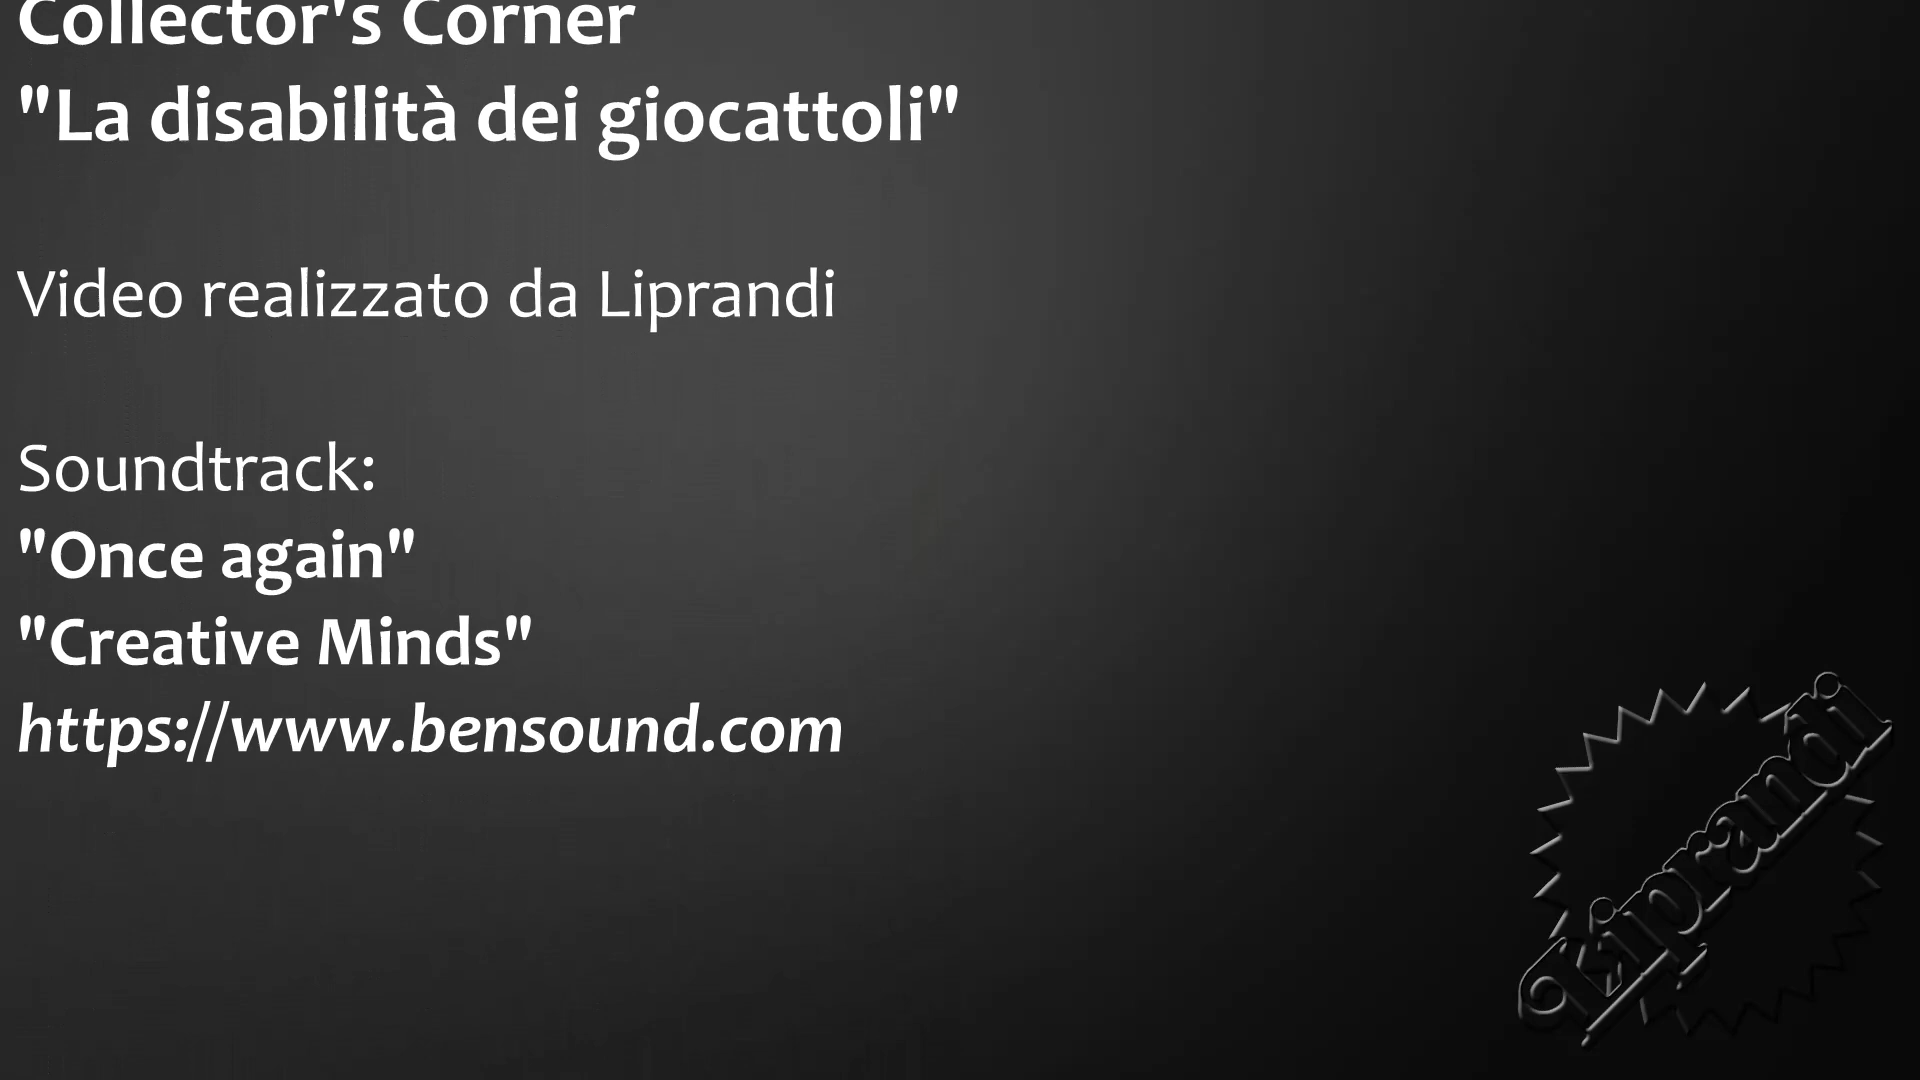 Collector's Corner
"La disabilità dei giocattoli"
Video realizzato da Liprandi
Soundtrack:
"Once again"
"Creative Minds"
https://www.bensound.com
Liprandi